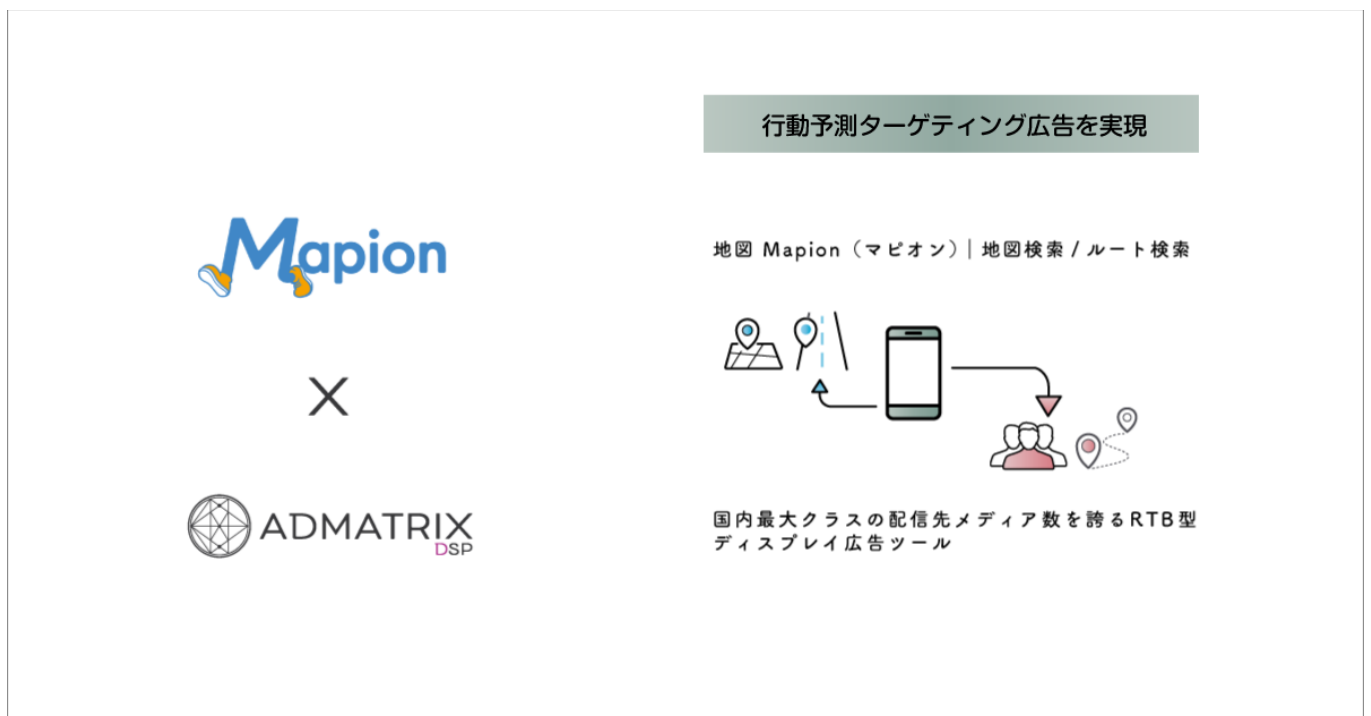 行動予測ターゲティング広告を実現
Mapion
地図 Mapion（マピオン）| 地図検索 / ルート検索
X
ADMATRIX
DSP
国内最大クラスの配信先メディア数を誇るRTB型
ディスプレイ広告ツール